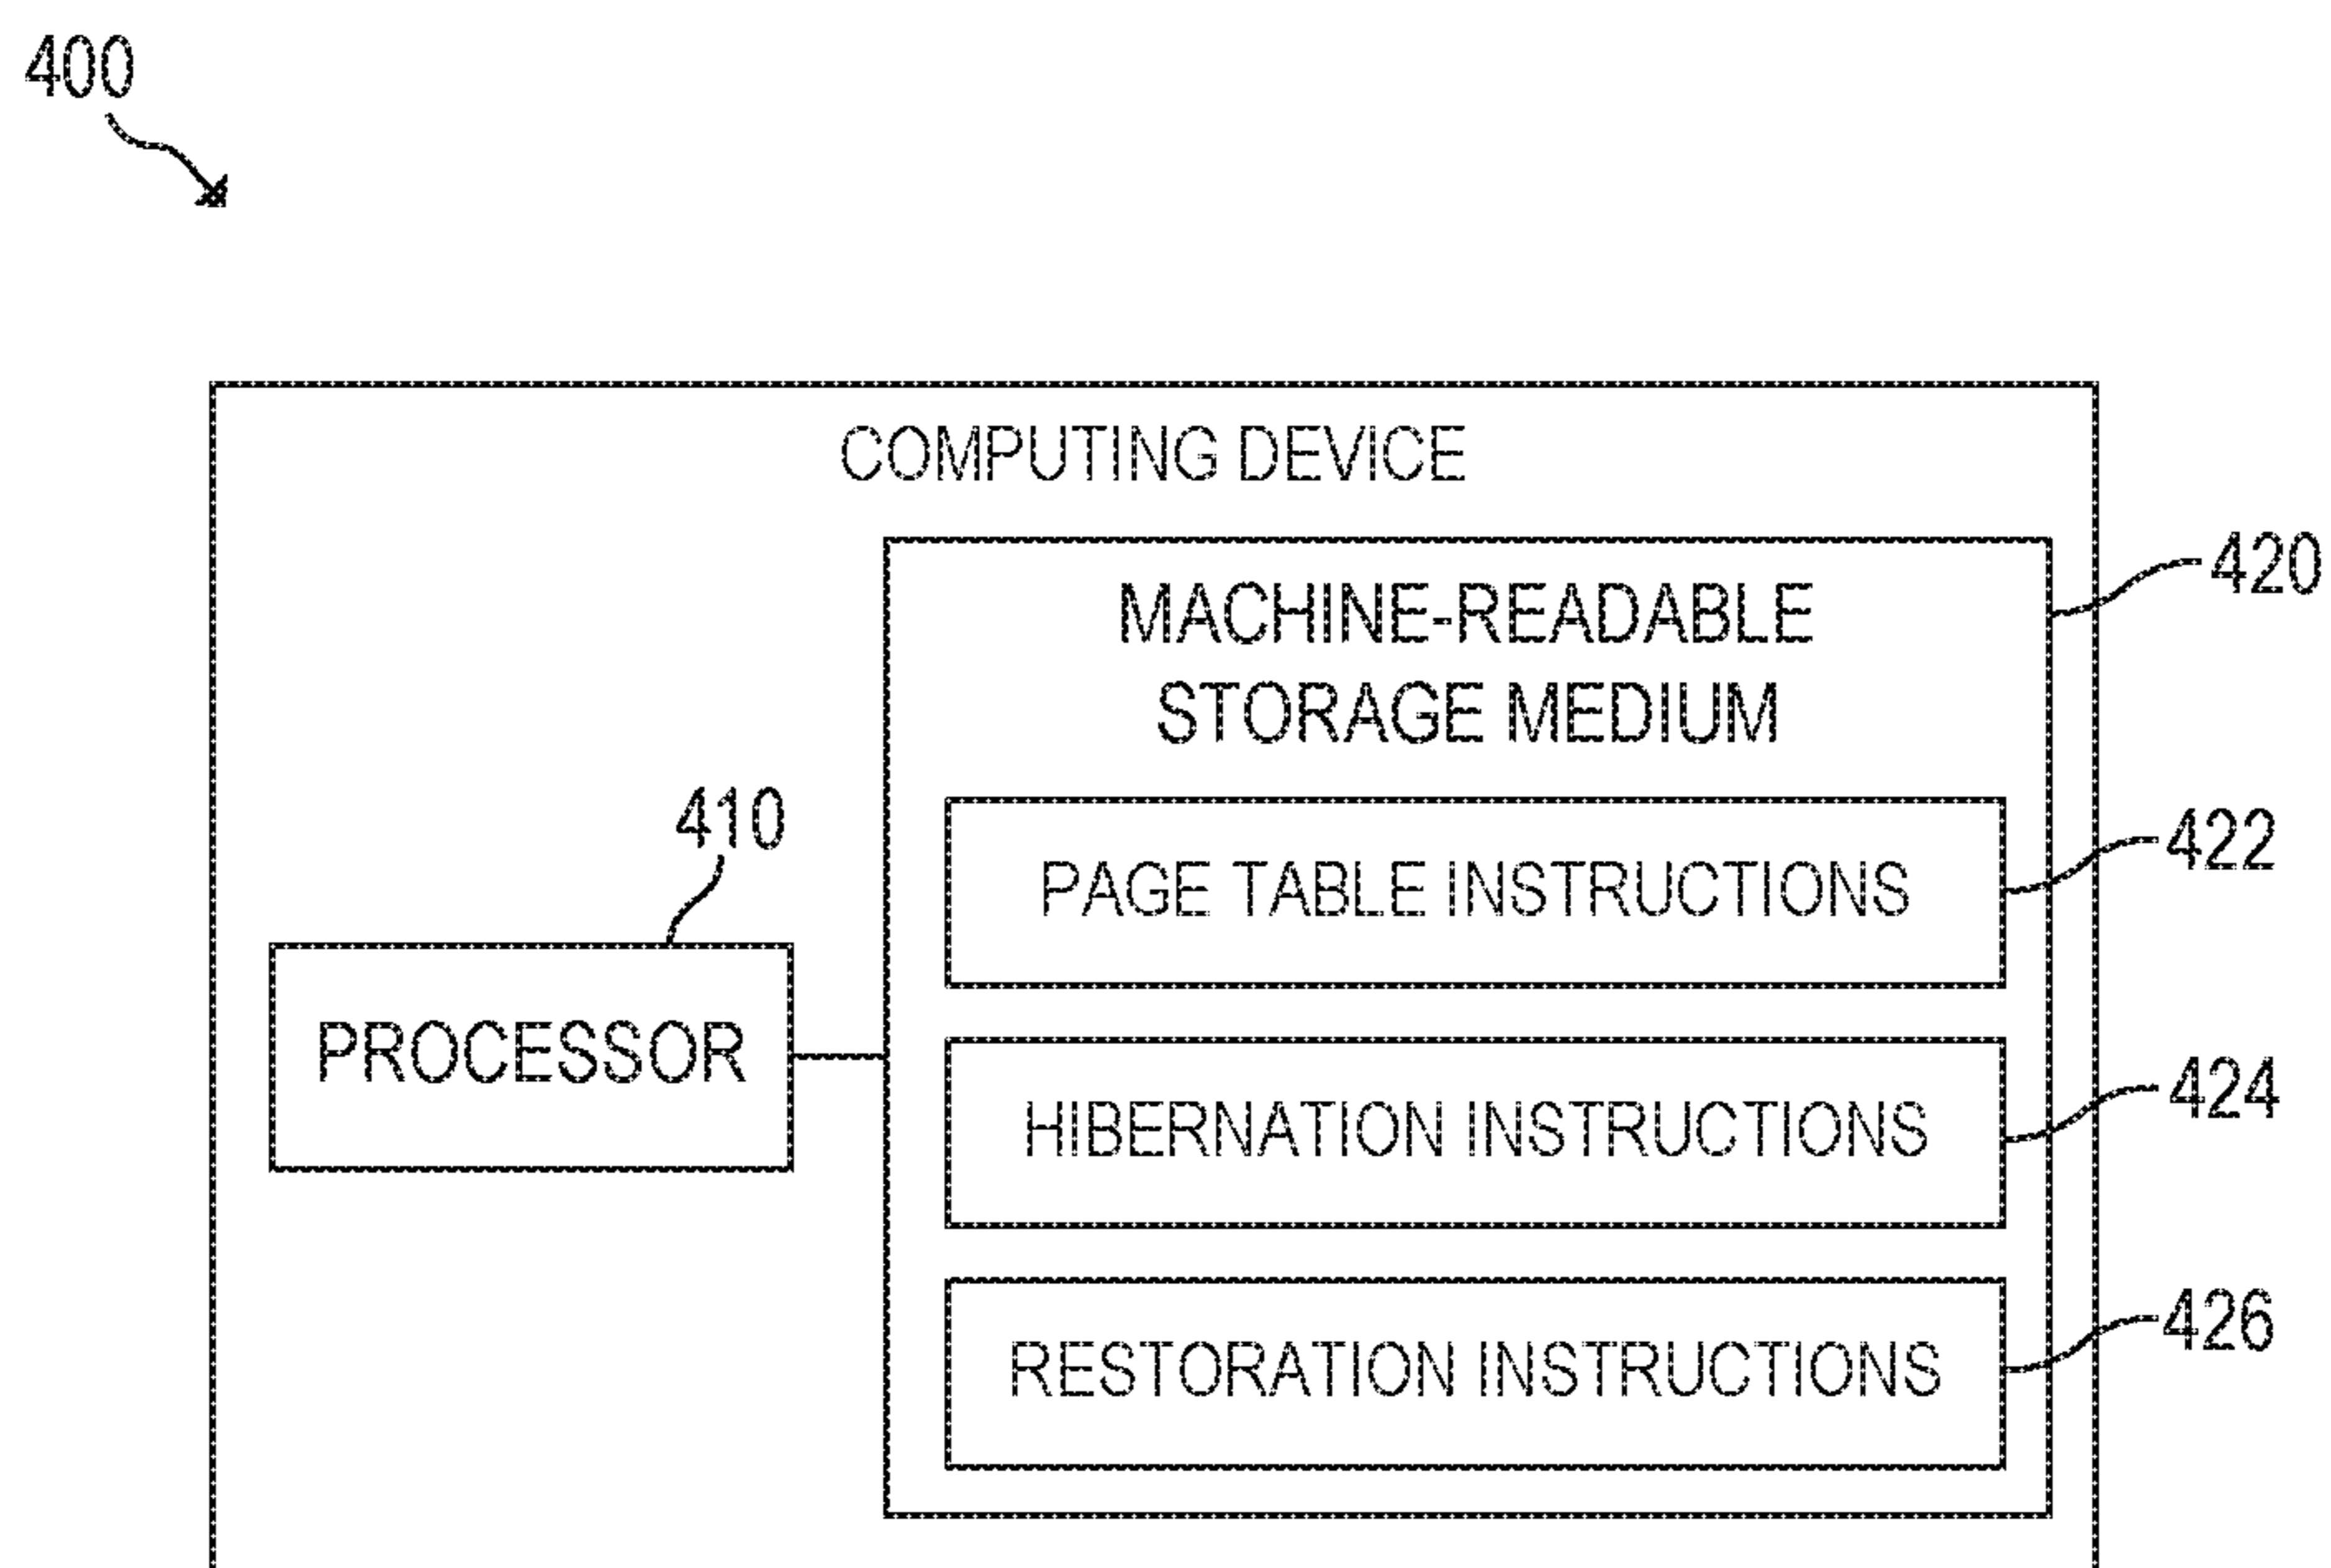 400
COMPUTING DEVICE
420
MACHINE-READABLE
STORAGE MEDIUM
410
422
PAGE TABLE INSTRUCTIONS
PROCESSOR
424
HIBERNATION INSTRUCTIONS
426
RESTORATION INSTRUCTIONS